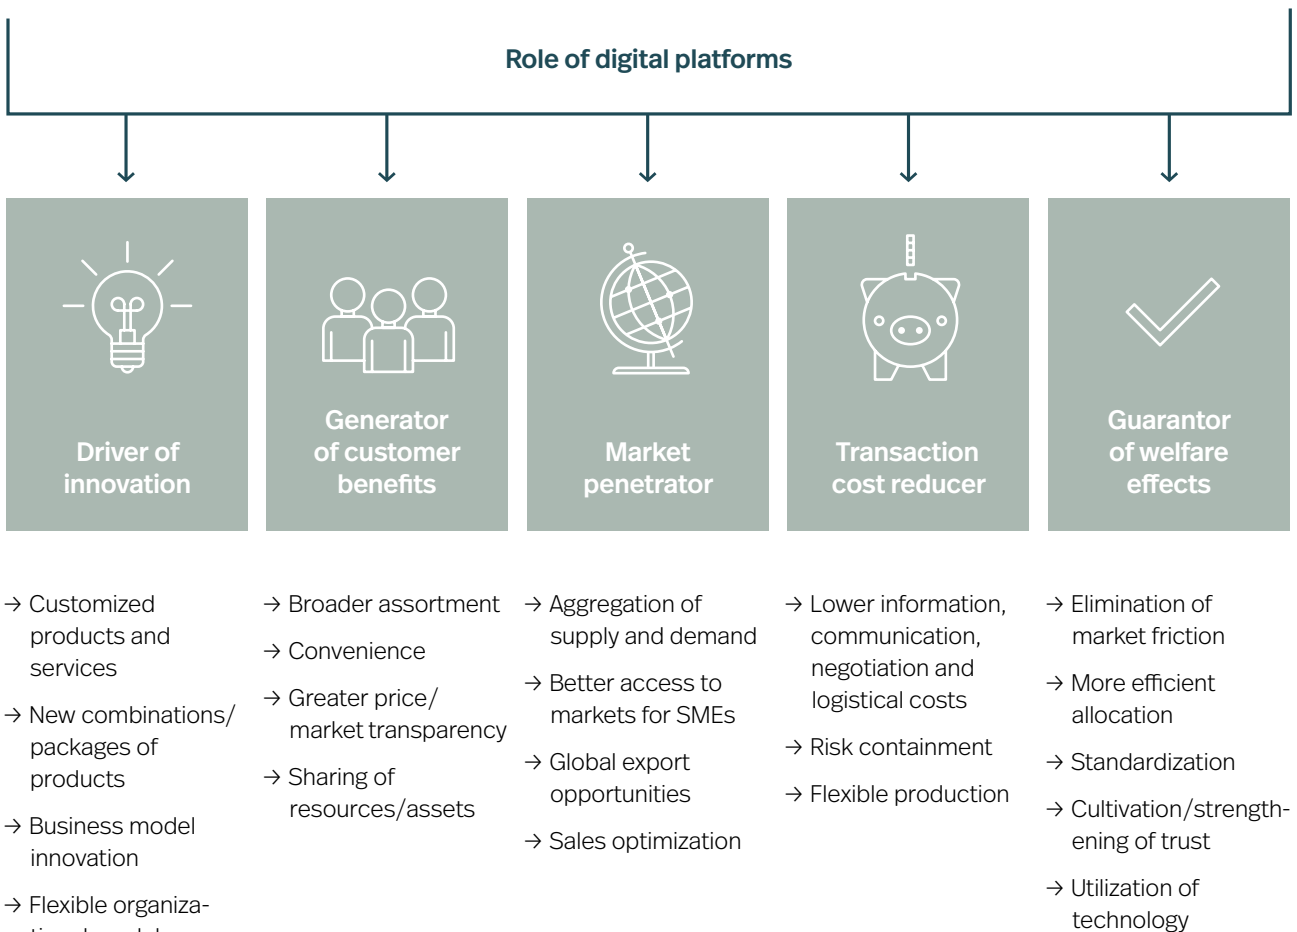 Role of digital platforms
Driver of
innovation
Generator
of customer
benefits
Market
penetrator
Transaction
cost reducer
Guarantor
of welfare
effects
→ Customized
products and
services
→ New combinations/
packages of
products
→ Business model
innovation
→ Flexible organiza-
→ Broader assortment
→ Convenience
→ Greater price/
market transparency
→ Sharing of
resources/assets
→ Aggregation of
supply and demand
→ Better access to
markets for SMEs
→ Global export
opportunities
→ Sales optimization
→ Lower information,
communication,
negotiation and
logistical costs
→ Risk containment
→ Flexible production
→ Elimination of
market friction
→ More efficient
allocation
→ Standardization
→ Cultivation/strength-
ening of trust
→ Utilization of
technology